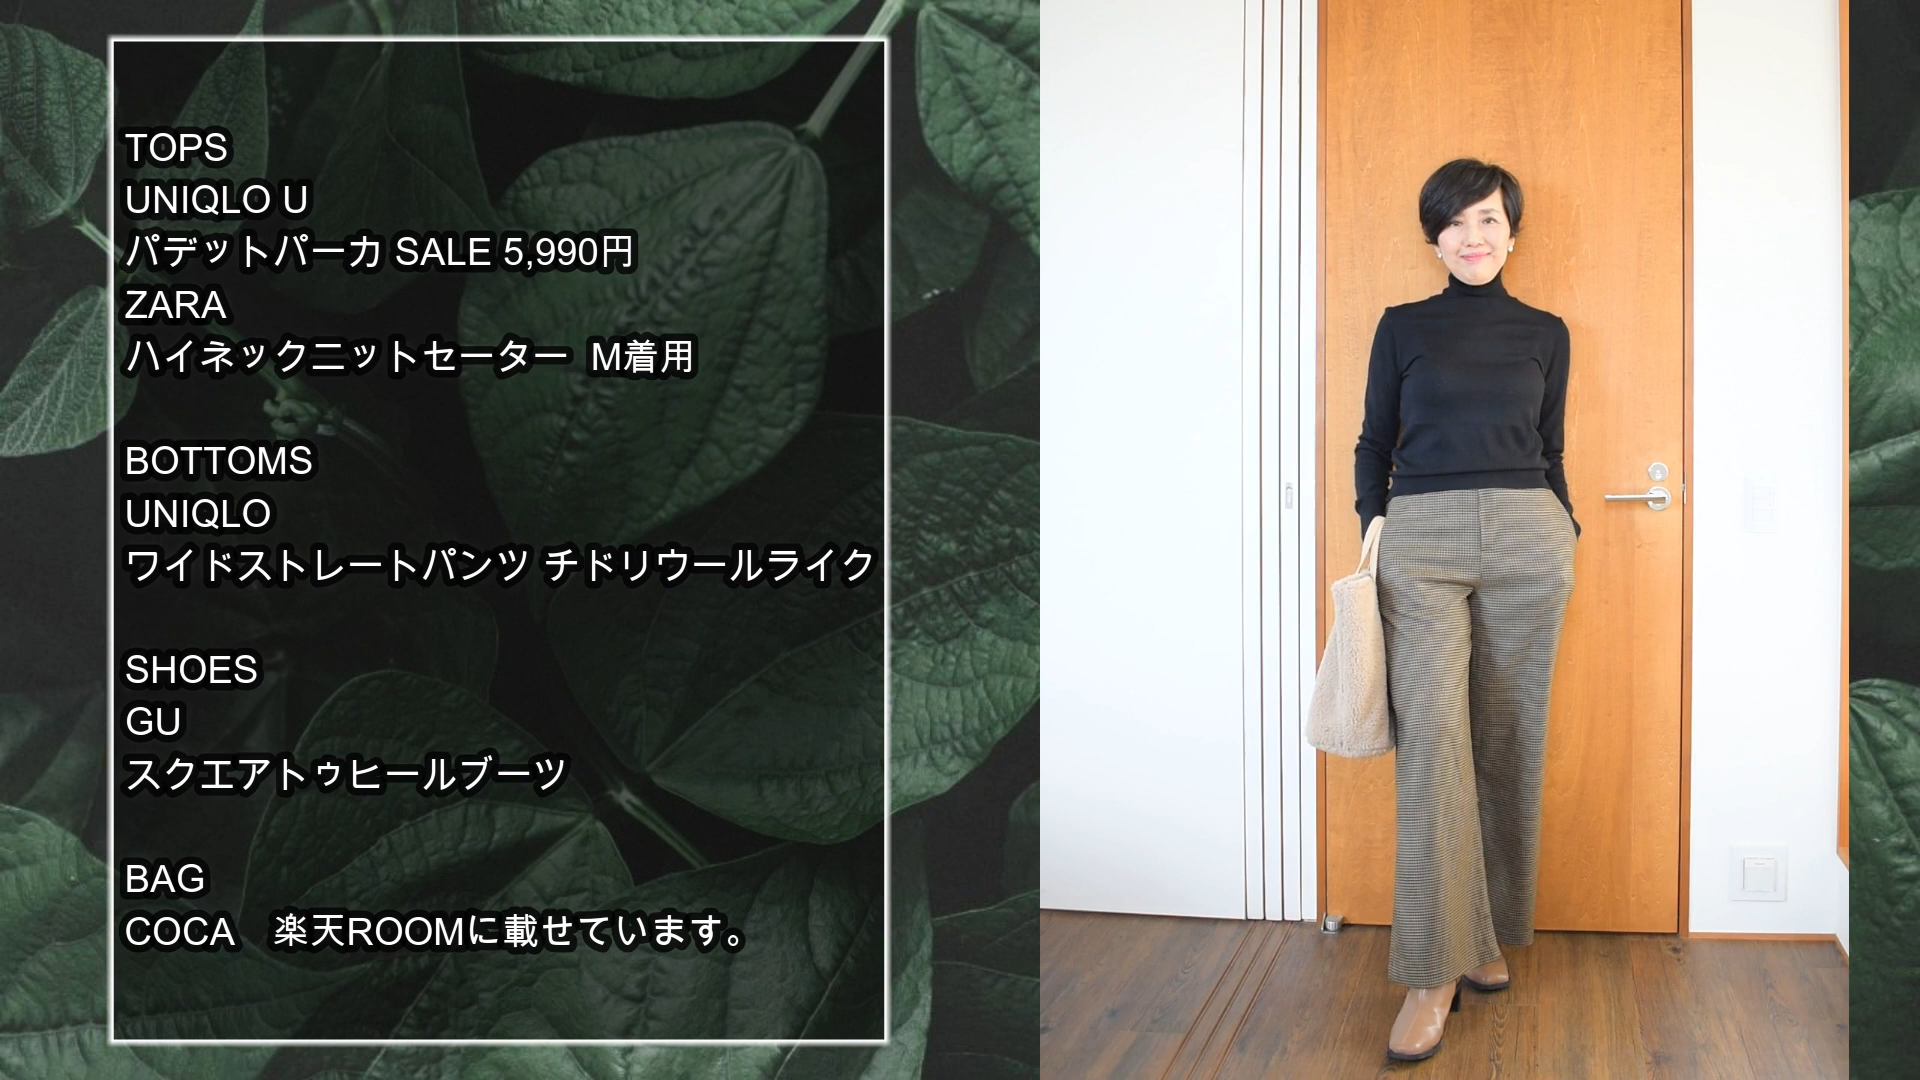 TOPS
UNIQLO U
パデットパーカ SALE 5,990円
ZARA
ハイネックニットセーター  M着用
BOTTOMS
UNIQLO
ワイドストレートパンツ チドリウールライク
SHOES
GU
スクエアトゥヒールブーツ
BAG
COCA　楽天ROOMに載せています。